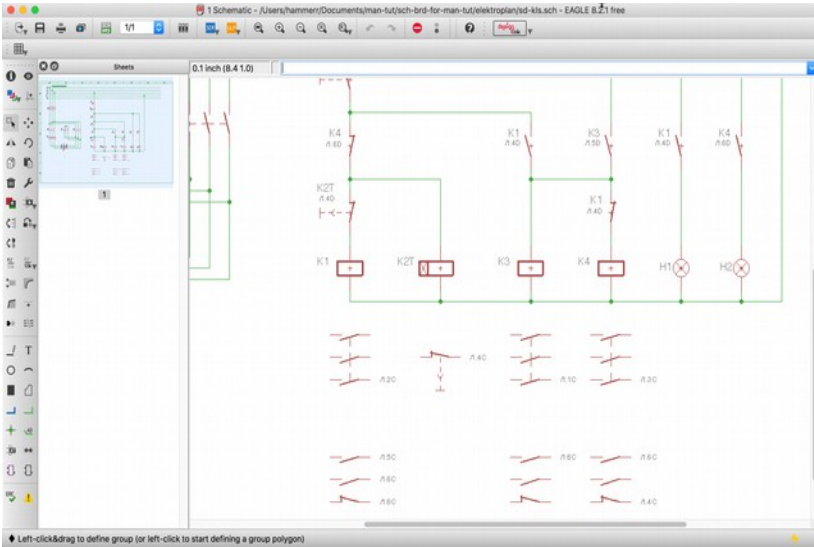 1 Schematic - /Users/hammerr/Documents/man-tut/sch-brd-for-man-tut/elektroplan/sd-kls.sch - EAGLE 8.2.1 free
1/1
Sheets
0.1 inch (8.4 1.0)
1
K4
/1.6D
K1
/1.4D
K3
/1.5D
K1
/1.4D
K4
/1.6D
K2T
/1.4D
K1
/1.4D
K1
K2T
K3
K4
H1
H2
/1.4C
/1.2C
/1.1C
/1.3C
/1.5C
/1.6C
/1.6C
/1.6C
/1.8C
/1.4C
Left-click&drag to define group (or left-click to start defining a group polygon)